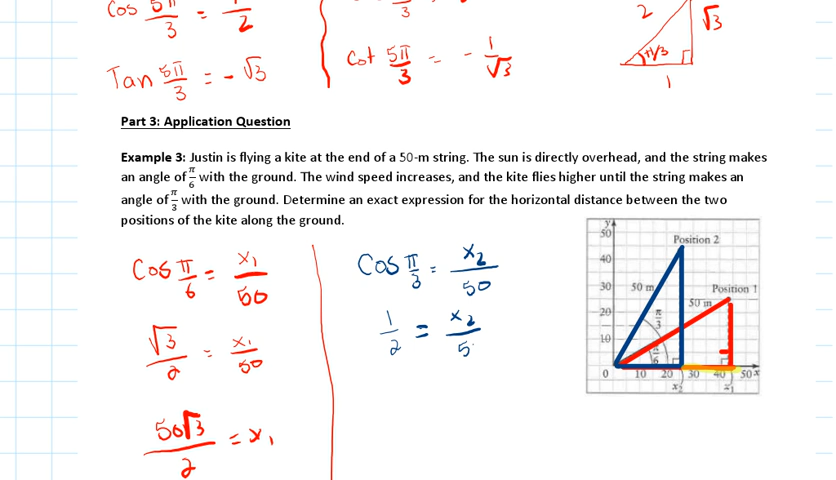 Cos 5π/3 = 1/2
3
Tan 5π/3 = - √3
Cot 5π/3 = - 1/√3
2
√3
π/3
1
Part 3: Application Question
Example 3: Justin is flying a kite at the end of a 50-m string. The sun is directly overhead, and the string makes
an angle of π/6 with the ground. The wind speed increases, and the kite flies higher until the string makes an
angle of π/3 with the ground. Determine an exact expression for the horizontal distance between the two
positions of the kite along the ground.
Cos π/6 = x₁/50
√3/2 = x₁/50
50√3/2 = x₁
Cos π/3 = x₂/50
1/2 = x₂/5
y
50
Position 2
40
30
50 m
Position 1
50 m
20
π/3
10
π/6
0 10 20 30 40 50 x
x₂ x₁